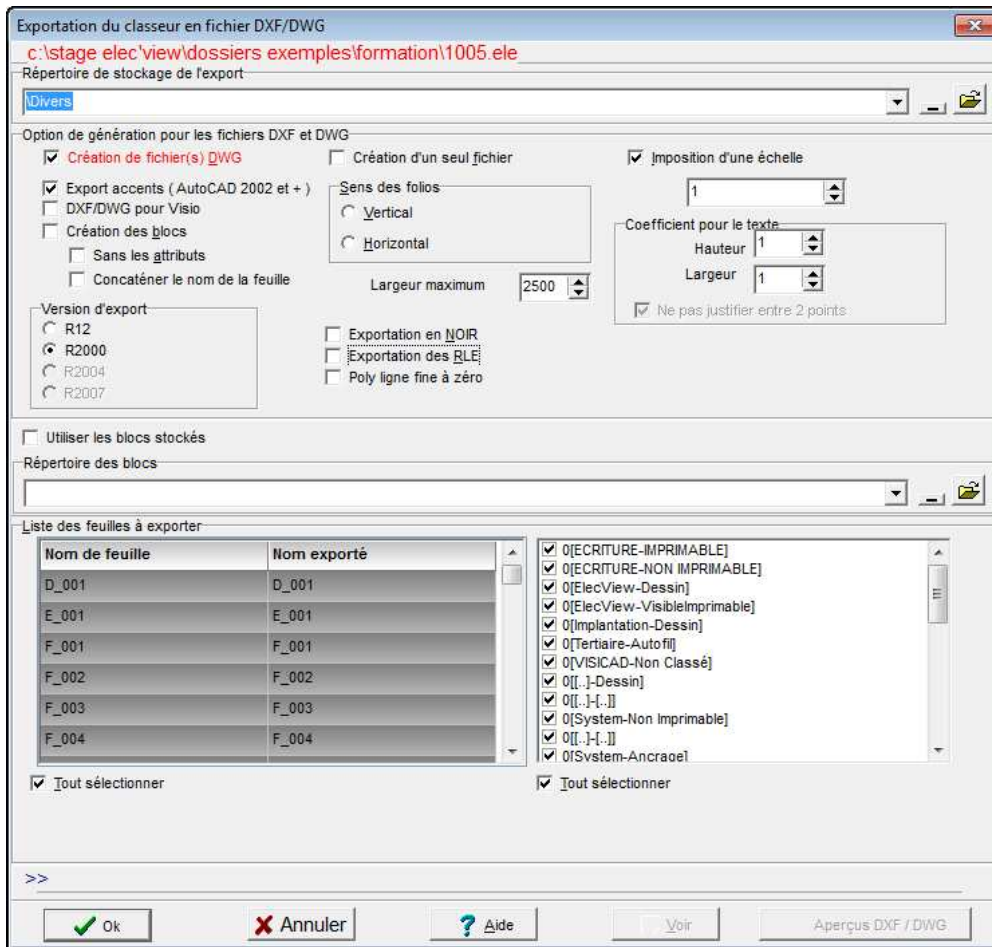 Exportation du classeur en fichier DXF/DWG
c:\stage elec'view\dossiers exemples\formation\1005.ele
Répertoire de stockage de l'export
\Divers
Option de génération pour les fichiers DXF et DWG
Création de fichier(s) DWG
Création d'un seul fichier
Imposition d'une échelle
Export accents ( AutoCAD 2002 et + )
Sens des folios
1
DXF/DWG pour Visio
Vertical
Création des blocs
Coefficient pour le texte
Horizontal
Hauteur 1
Sans les attributs
Concaténer le nom de la feuille
Largeur maximum 2500
Largeur 1
Ne pas justifier entre 2 points
Version d'export
R12
Exportation en NOIR
R2000
Exportation des RLE
R2004
Poly ligne fine à zéro
R2007
Utiliser les blocs stockés
Répertoire des blocs
Liste des feuilles à exporter
Nom de feuille Nom exporté
D_001 D_001
E_001 E_001
F_001 F_001
F_002 F_002
F_003 F_003
F_004 F_004
0[ECRITURE-IMPRIMABLE]
0[ECRITURE-NON IMPRIMABLE]
0[ElecView-Dessin]
0[ElecView-VisibleImprimable]
0[Implantation-Dessin]
0[Tertiaire-Autofil]
0[VISICAD-Non Classé]
0[[..]-Dessin]
0[[..]-[..]]
0[System-Non Imprimable]
0[[..]-[..]]
0[System-Ancrage]
Tout sélectionner
Tout sélectionner
>>
Ok
Annuler
Aide
Voir
Aperçus DXF / DWG